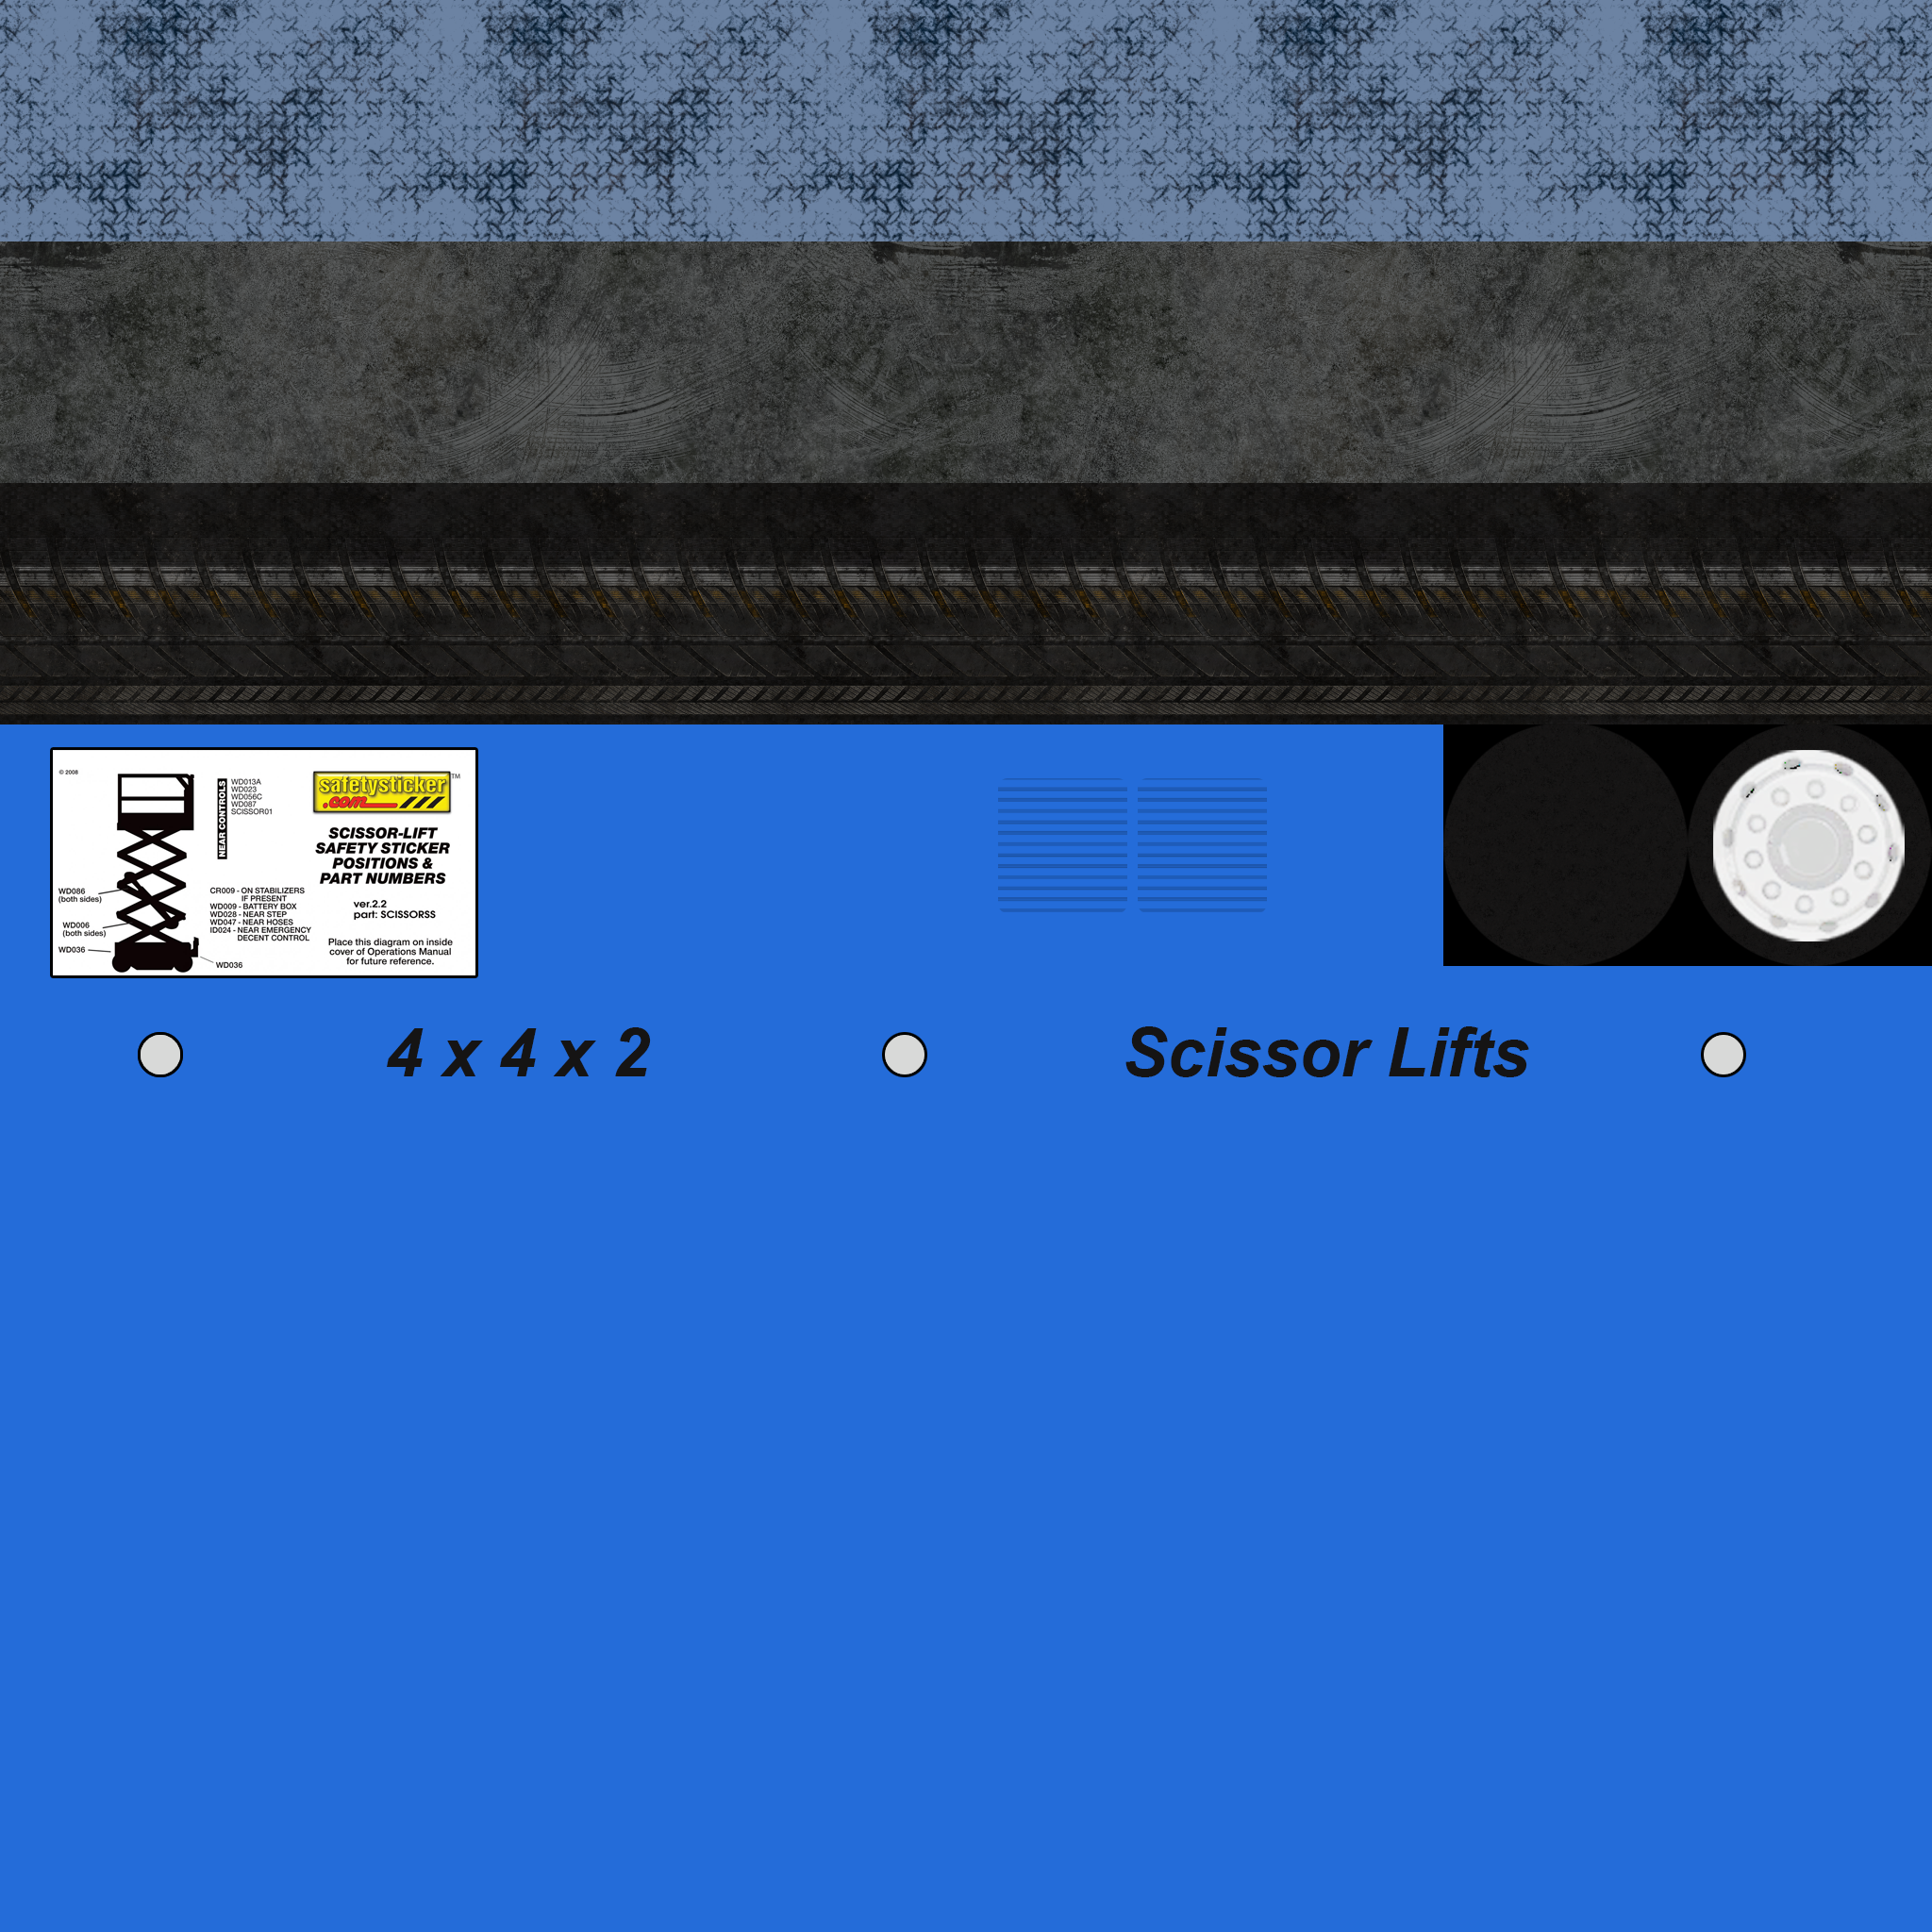 © 2008
NEAR CONTROLS
WD013A
WD023
WD056C
WD087
SCISSOR01
safetysticker
.com
TM
SCISSOR-LIFT
SAFETY STICKER
POSITIONS &
PART NUMBERS
ver.2.2
part: SCISSORSS
WD086
(both sides)
WD006
(both sides)
WD036
WD036
CR009 - ON STABILIZERS
IF PRESENT
WD009 - BATTERY BOX
WD028 - NEAR STEP
WD047 - NEAR HOSES
ID024 - NEAR EMERGENCY
DECENT CONTROL
Place this diagram on inside
cover of Operations Manual
for future reference.
4 x 4 x 2
Scissor Lifts